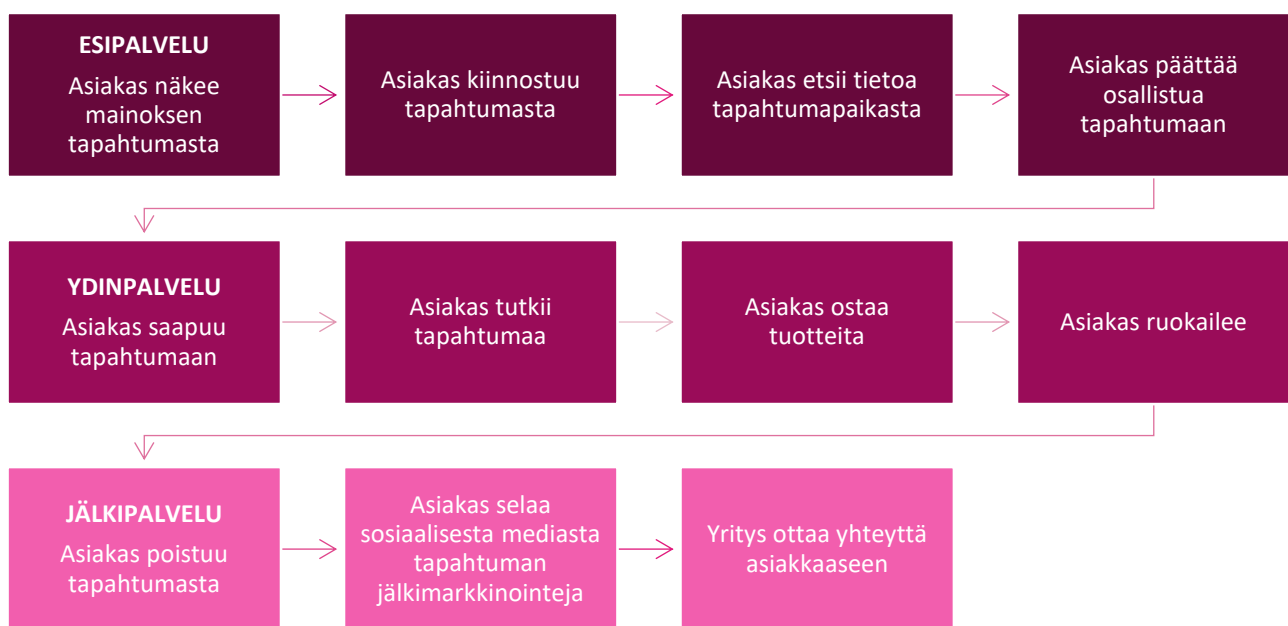 ESIPALVELU
Asiakas näkee
mainoksen
tapahtumasta
Asiakas kiinnostuu
tapahtumasta
Asiakas etsii tietoa
tapahtumapaikasta
Asiakas päättää
osallistua
tapahtumaan
YDINPALVELU
Asiakas saapuu
tapahtumaan
Asiakas tutkii
tapahtumaa
Asiakas ostaa
tuotteita
Asiakas ruokailee
JÄLKIPALVELU
Asiakas poistuu
tapahtumasta
Asiakas selaa
sosiaalisesta mediasta
tapahtuman
jälkimarkkinointeja
Yritys ottaa yhteyttä
asiakkaaseen